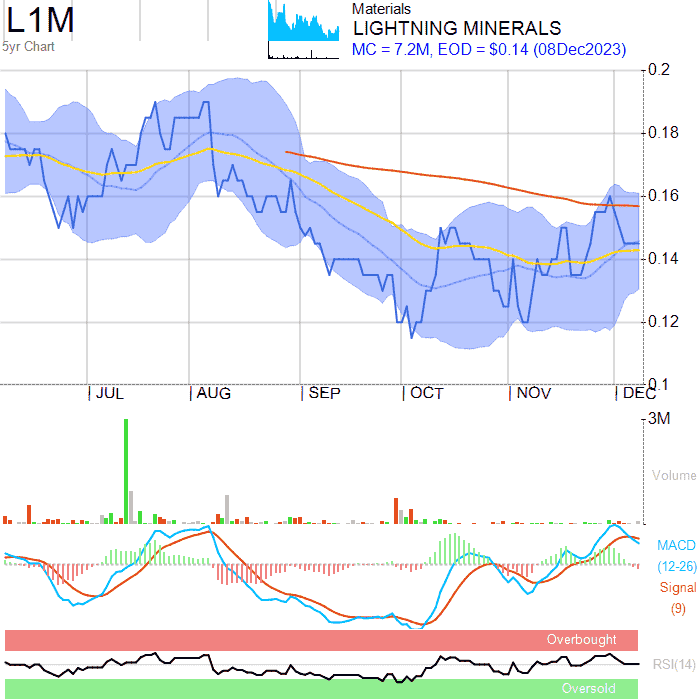 L1M
5yr Chart
Materials
LIGHTNING MINERALS
MC = 7.2M, EOD = $0.14 (08Dec2023)
0.2
0.18
0.16
0.14
0.12
0.1
JUL
AUG
SEP
OCT
NOV
DEC
3M
Volume
MACD
(12-26)
Signal
(9)
Overbought
RSI(14)
Oversold